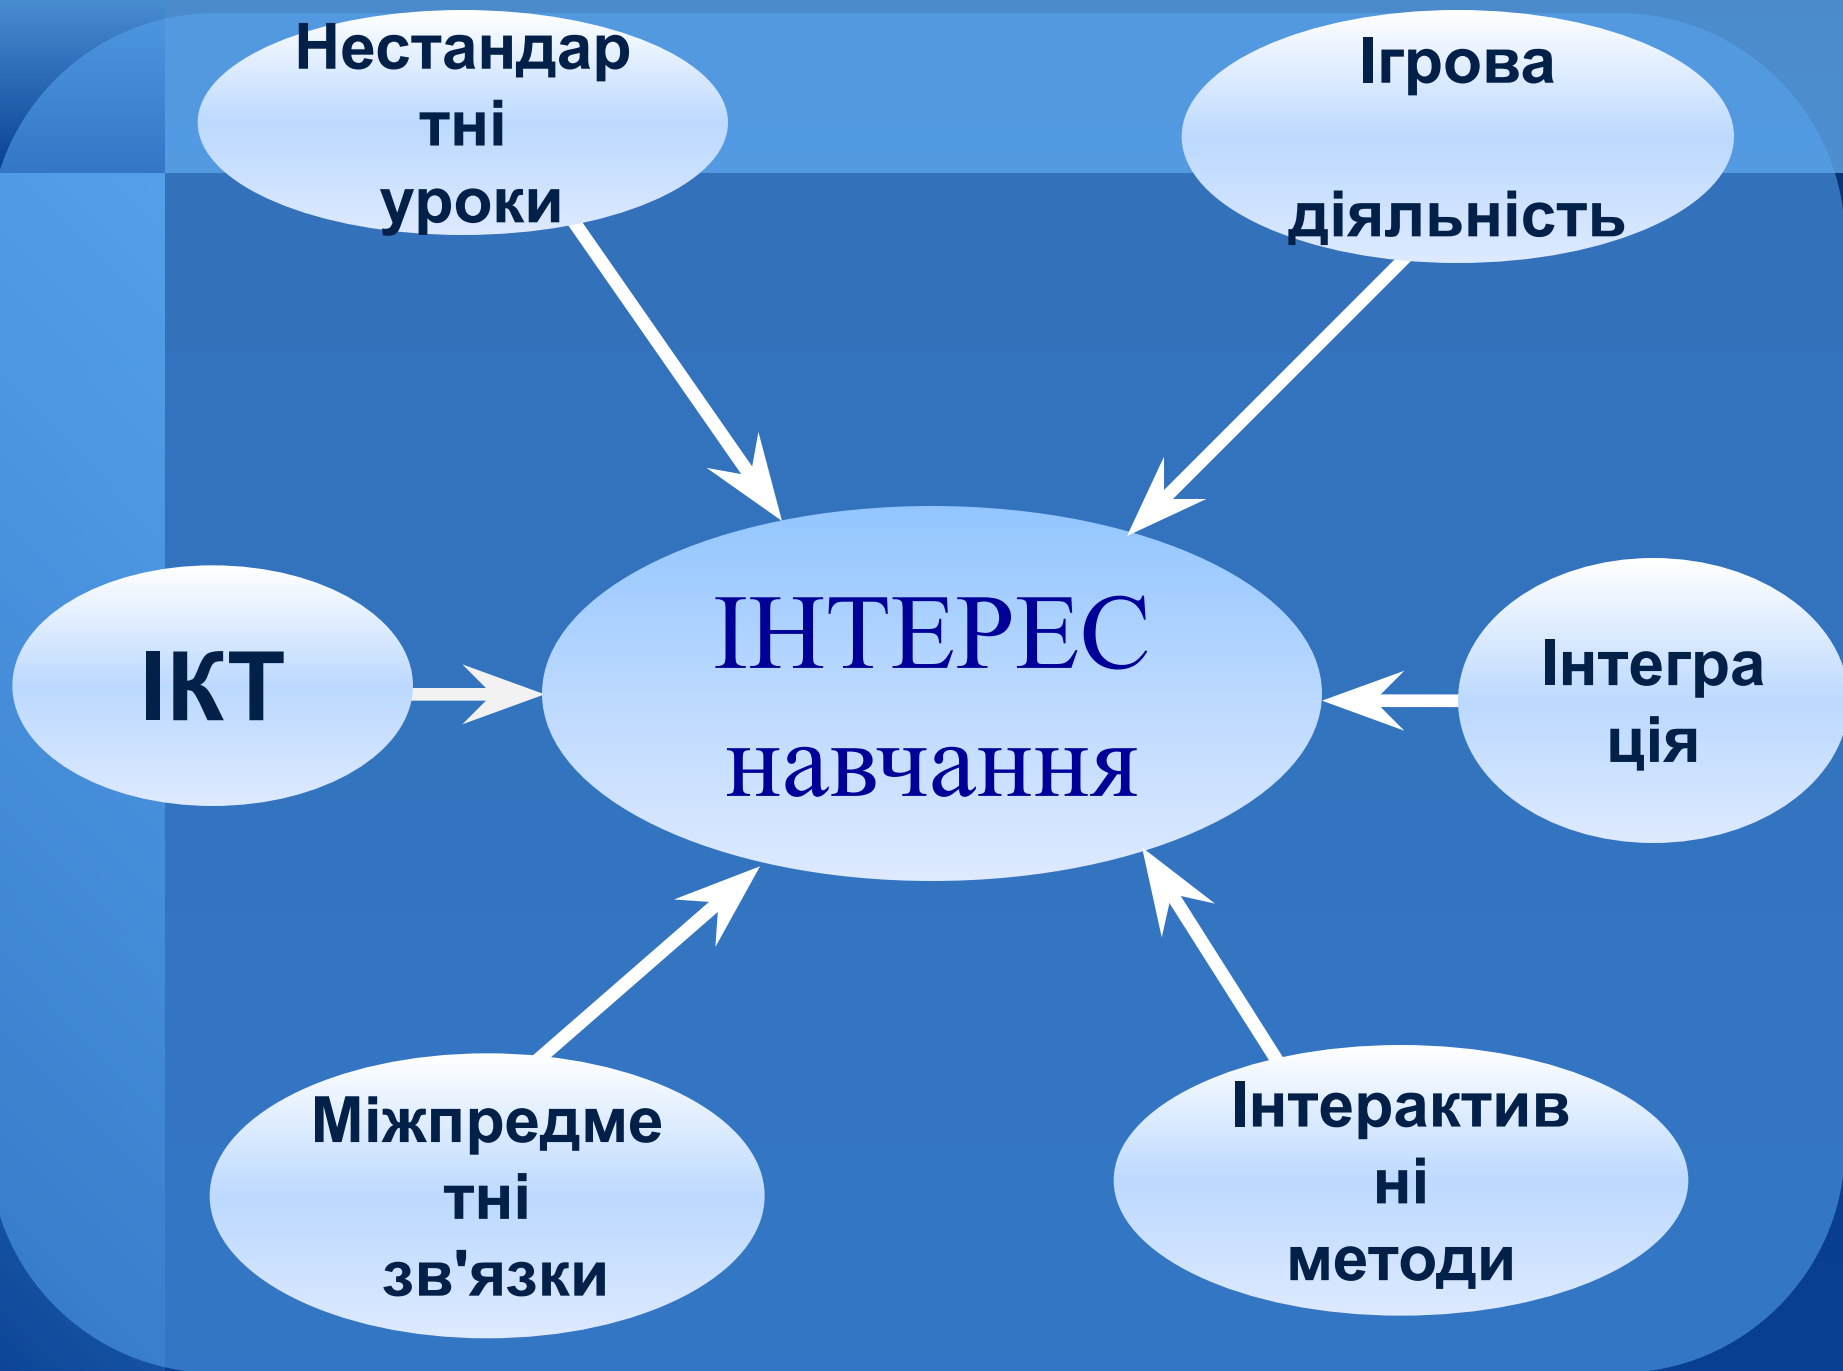 Нестандар
тні
уроки
Ігрова
діяльність
ІКТ
ІНТЕРЕС
навчання
Інтегра
ція
Міжпредме
тні
зв'язки
Інтерактив
ні
методи